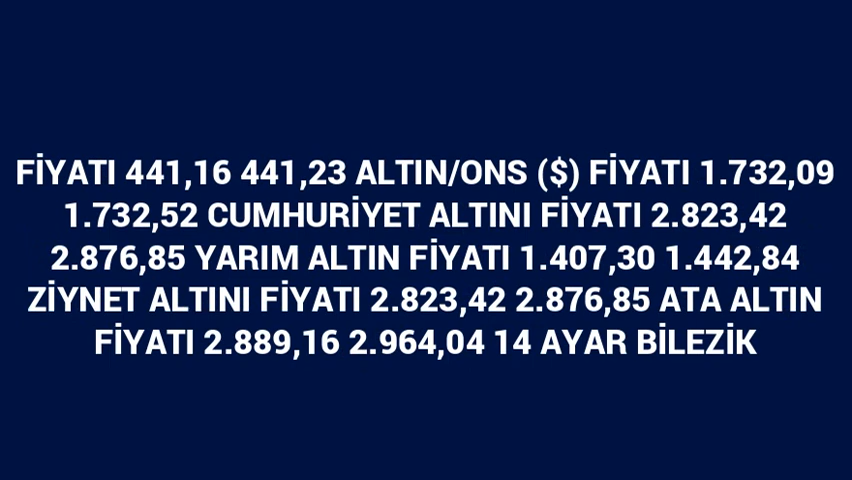 FİYATI 441,16 441,23 ALTIN/ONS ($) FİYATI 1.732,09
1.732,52 CUMHURİYET ALTINI FİYATI 2.823,42
2.876,85 YARIM ALTIN FİYATI 1.407,30 1.442,84
ZİYNET ALTINI FİYATI 2.823,42 2.876,85 ATA ALTIN
FİYATI 2.889,16 2.964,04 14 AYAR BİLEZİK